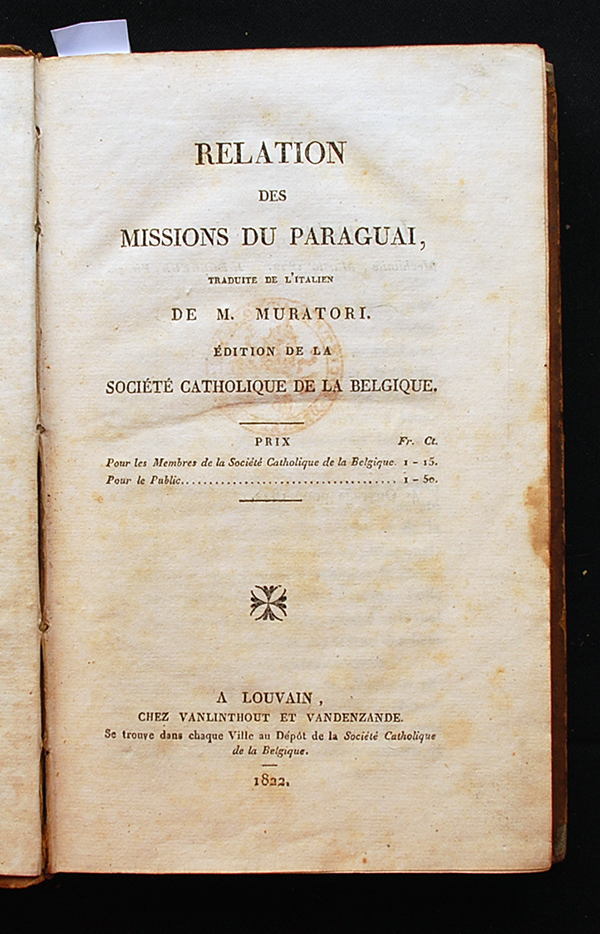 RELATION
DES
MISSIONS DU PARAGUAI,
TRADUITE DE L'ITALIEN
DE M. MURATORI.
ÉDITION DE LA
SOCIÉTÉ CATHOLIQUE DE LA BELGIQUE.
PRIX Fr. Ct.
Pour les Membres de la Société Catholique de la Belgique. 1 - 15.
Pour le Public...................................... 1 - 50.
A LOUVAIN,
CHEZ VANLINTHOUT ET VANDENZANDE.
Se trouve dans chaque Ville au Dépôt de la Société Catholique
de la Belgique.
1822.